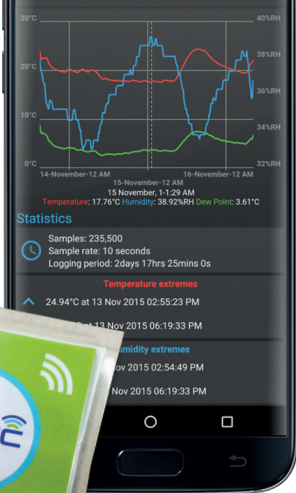 30°C 40%RH
20°C 38%RH
36%RH
10°C 34%RH
0°C 32%RH
14-November-12 AM 16-November-12 AM
15-November-12 AM
15 November, 1-1:29 AM
Temperature: 17.76°C Humidity: 38.92%RH Dew Point: 3.61°C
Statistics
Samples: 235,500
Sample rate: 10 seconds
Logging period: 2days 17hrs 25mins 0s
Temperature extremes
24.94°C at 13 Nov 2015 02:55:23 PM
at 13 Nov 2015 06:19:33 PM
umidity extremes
ov 2015 02:54:49 PM
Nov 2015 06:19:33 PM